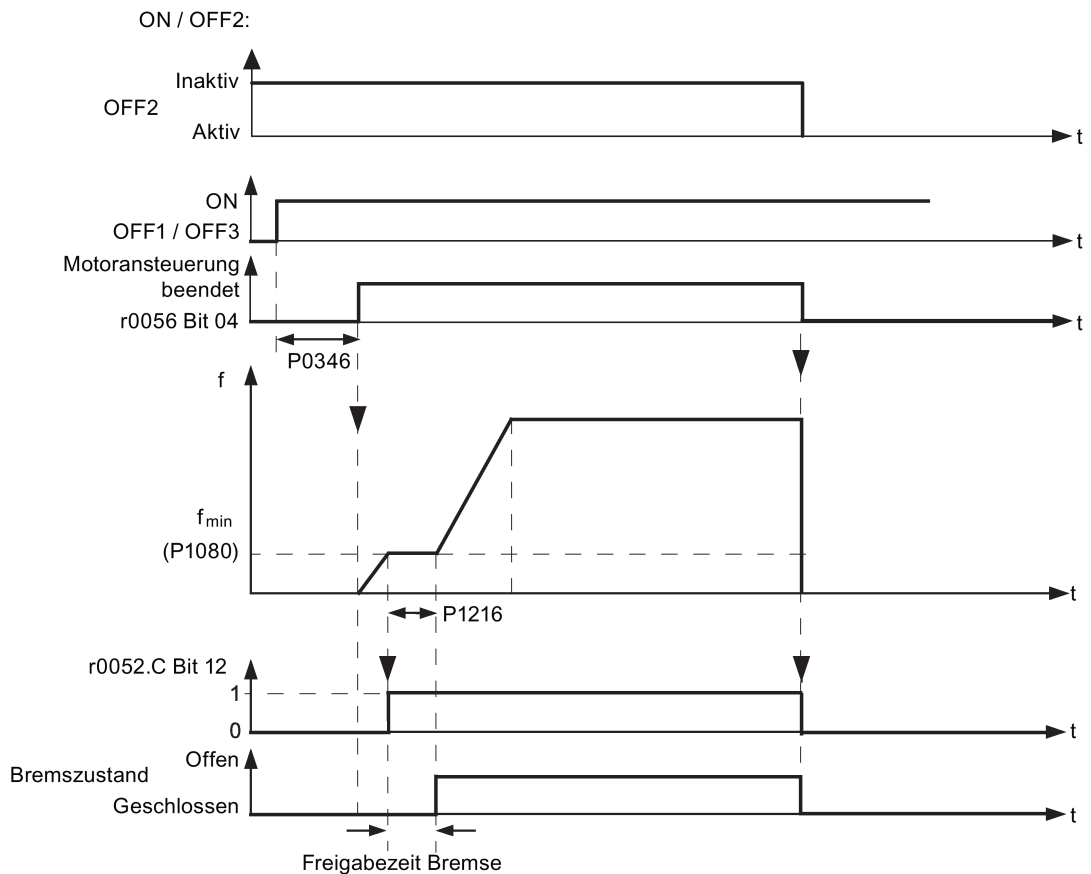 ON / OFF2:
Inaktiv
OFF2
Aktiv
t
ON
OFF1 / OFF3
t
Motoransteuerung
beendet
r0056 Bit 04
t
P0346
f
fmin
(P1080)
t
P1216
r0052.C Bit 12
1
0
t
Offen
Bremszustand
Geschlossen
t
Freigabezeit Bremse